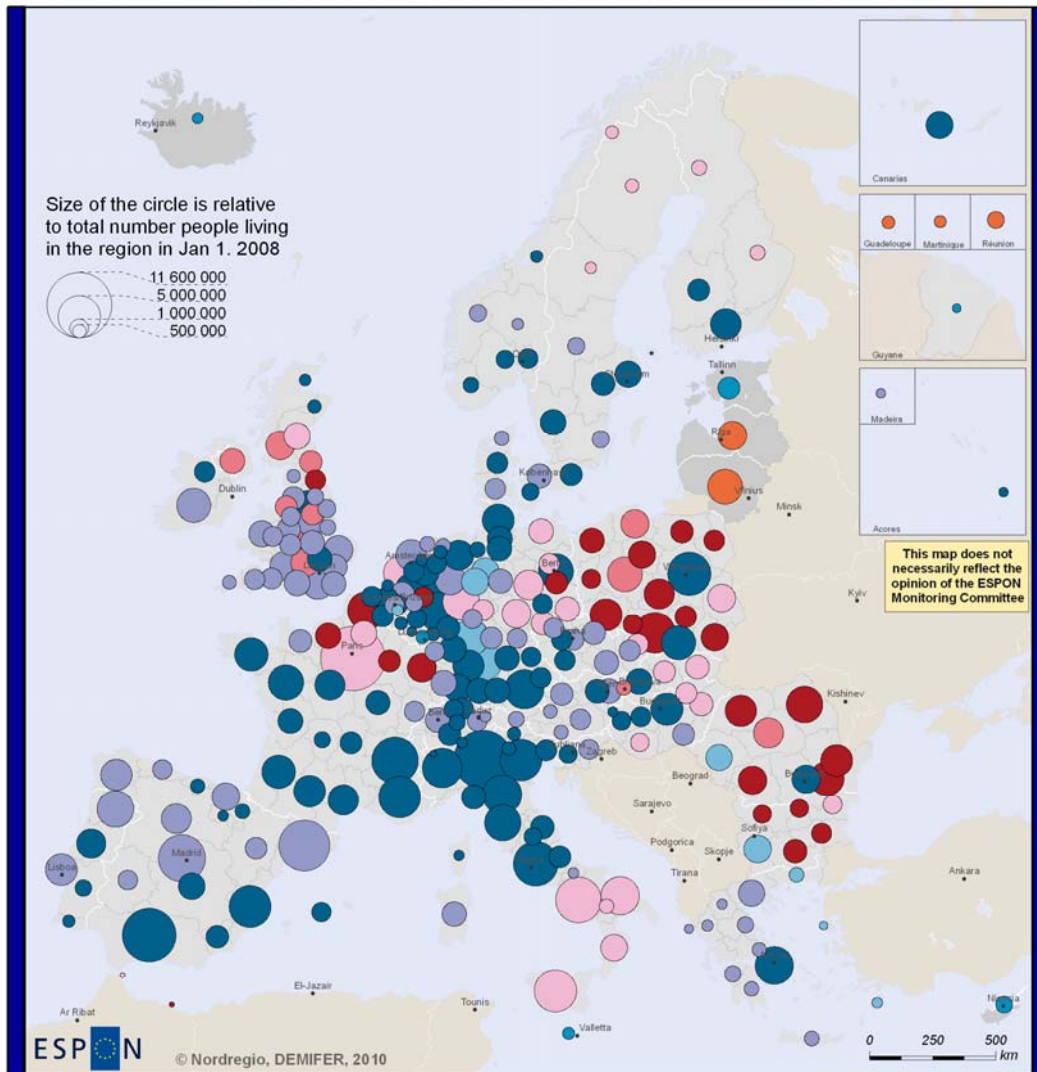 Reykjavik
Canarias
Size of the circle is relative
to total number people living
in the region in Jan 1. 2008
11 600 000
5 000 000
1 000 000
500 000
Guadeloupe
Martinique
Réunion
Guyane
Helsinki
Tallinn
Riga
Vilnius
Minsk
Madeira
Acores
This map does not
necessarily reflect the
opinion of the ESPON
Monitoring Committee
Dublin
Kyiv
Paris
Kishinev
Zagreb
Beograd
Sarajevo
Podgorica
Sofiya
Skopje
Tirana
Ankara
Madrid
Lisboa
El-Jazair
Tounis
Ar Ribat
Valletta
ESPON
© Nordregio, DEMIFER, 2010
0 250 500
km